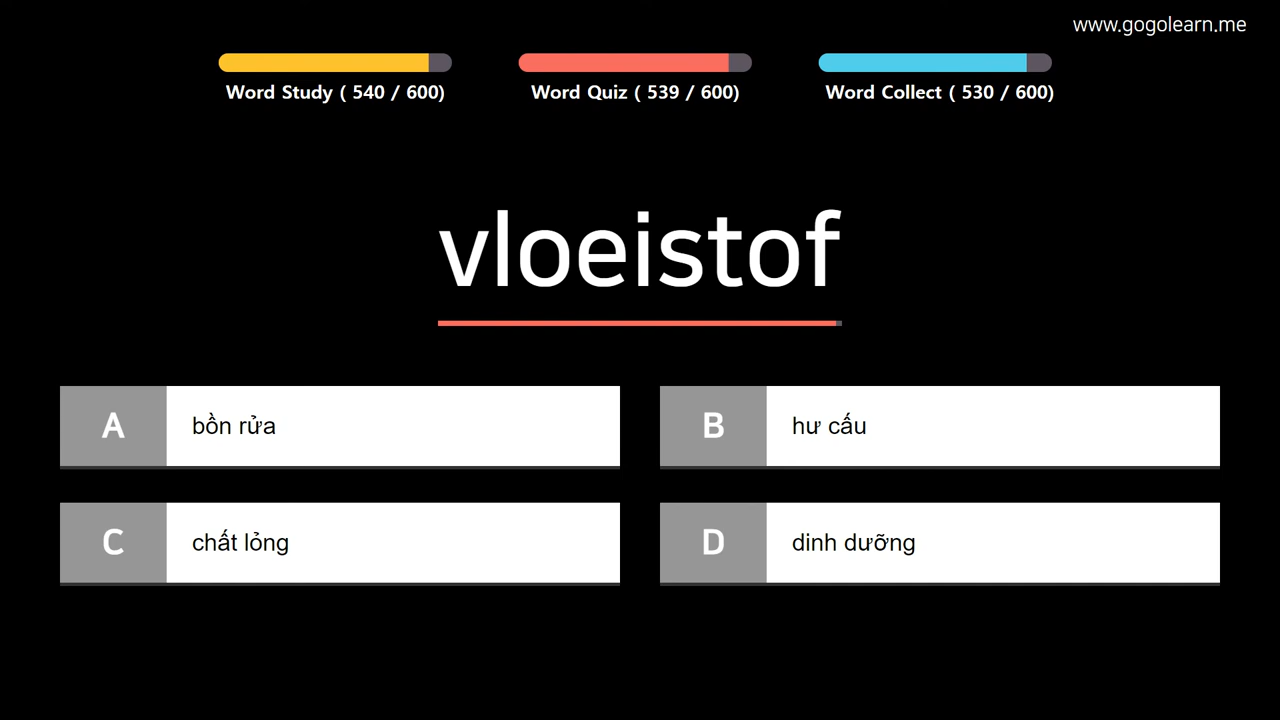 www.gogolearn.me
Word Study ( 540 / 600)
Word Quiz ( 539 / 600)
Word Collect ( 530 / 600)
vloeistof
A bồn rửa
B hư cấu
C chất lỏng
D dinh dưỡng